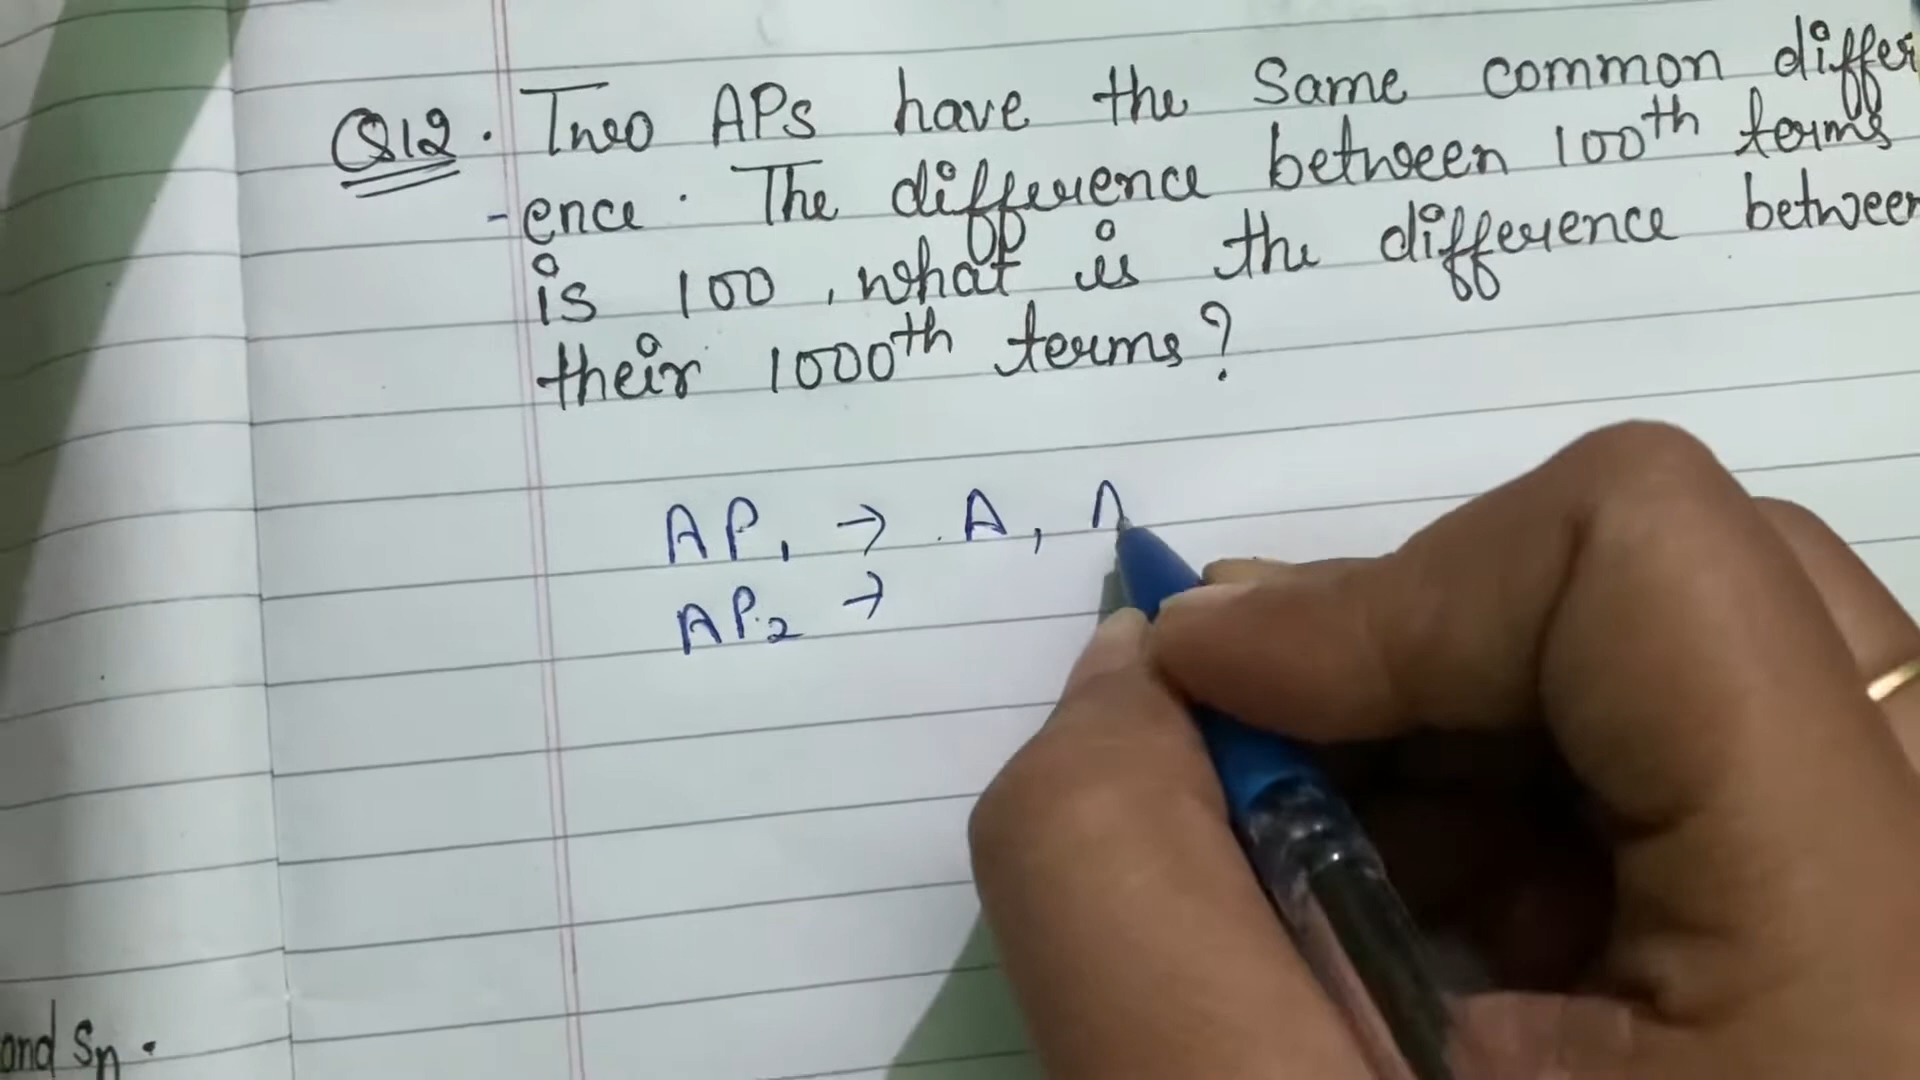 Q12. Two APs have the Same common differ
-ence. The difference between 100th terms
is 100, what is the difference between
their 1000th terms?
AP1 → A, A
AP2 →
and Sn.